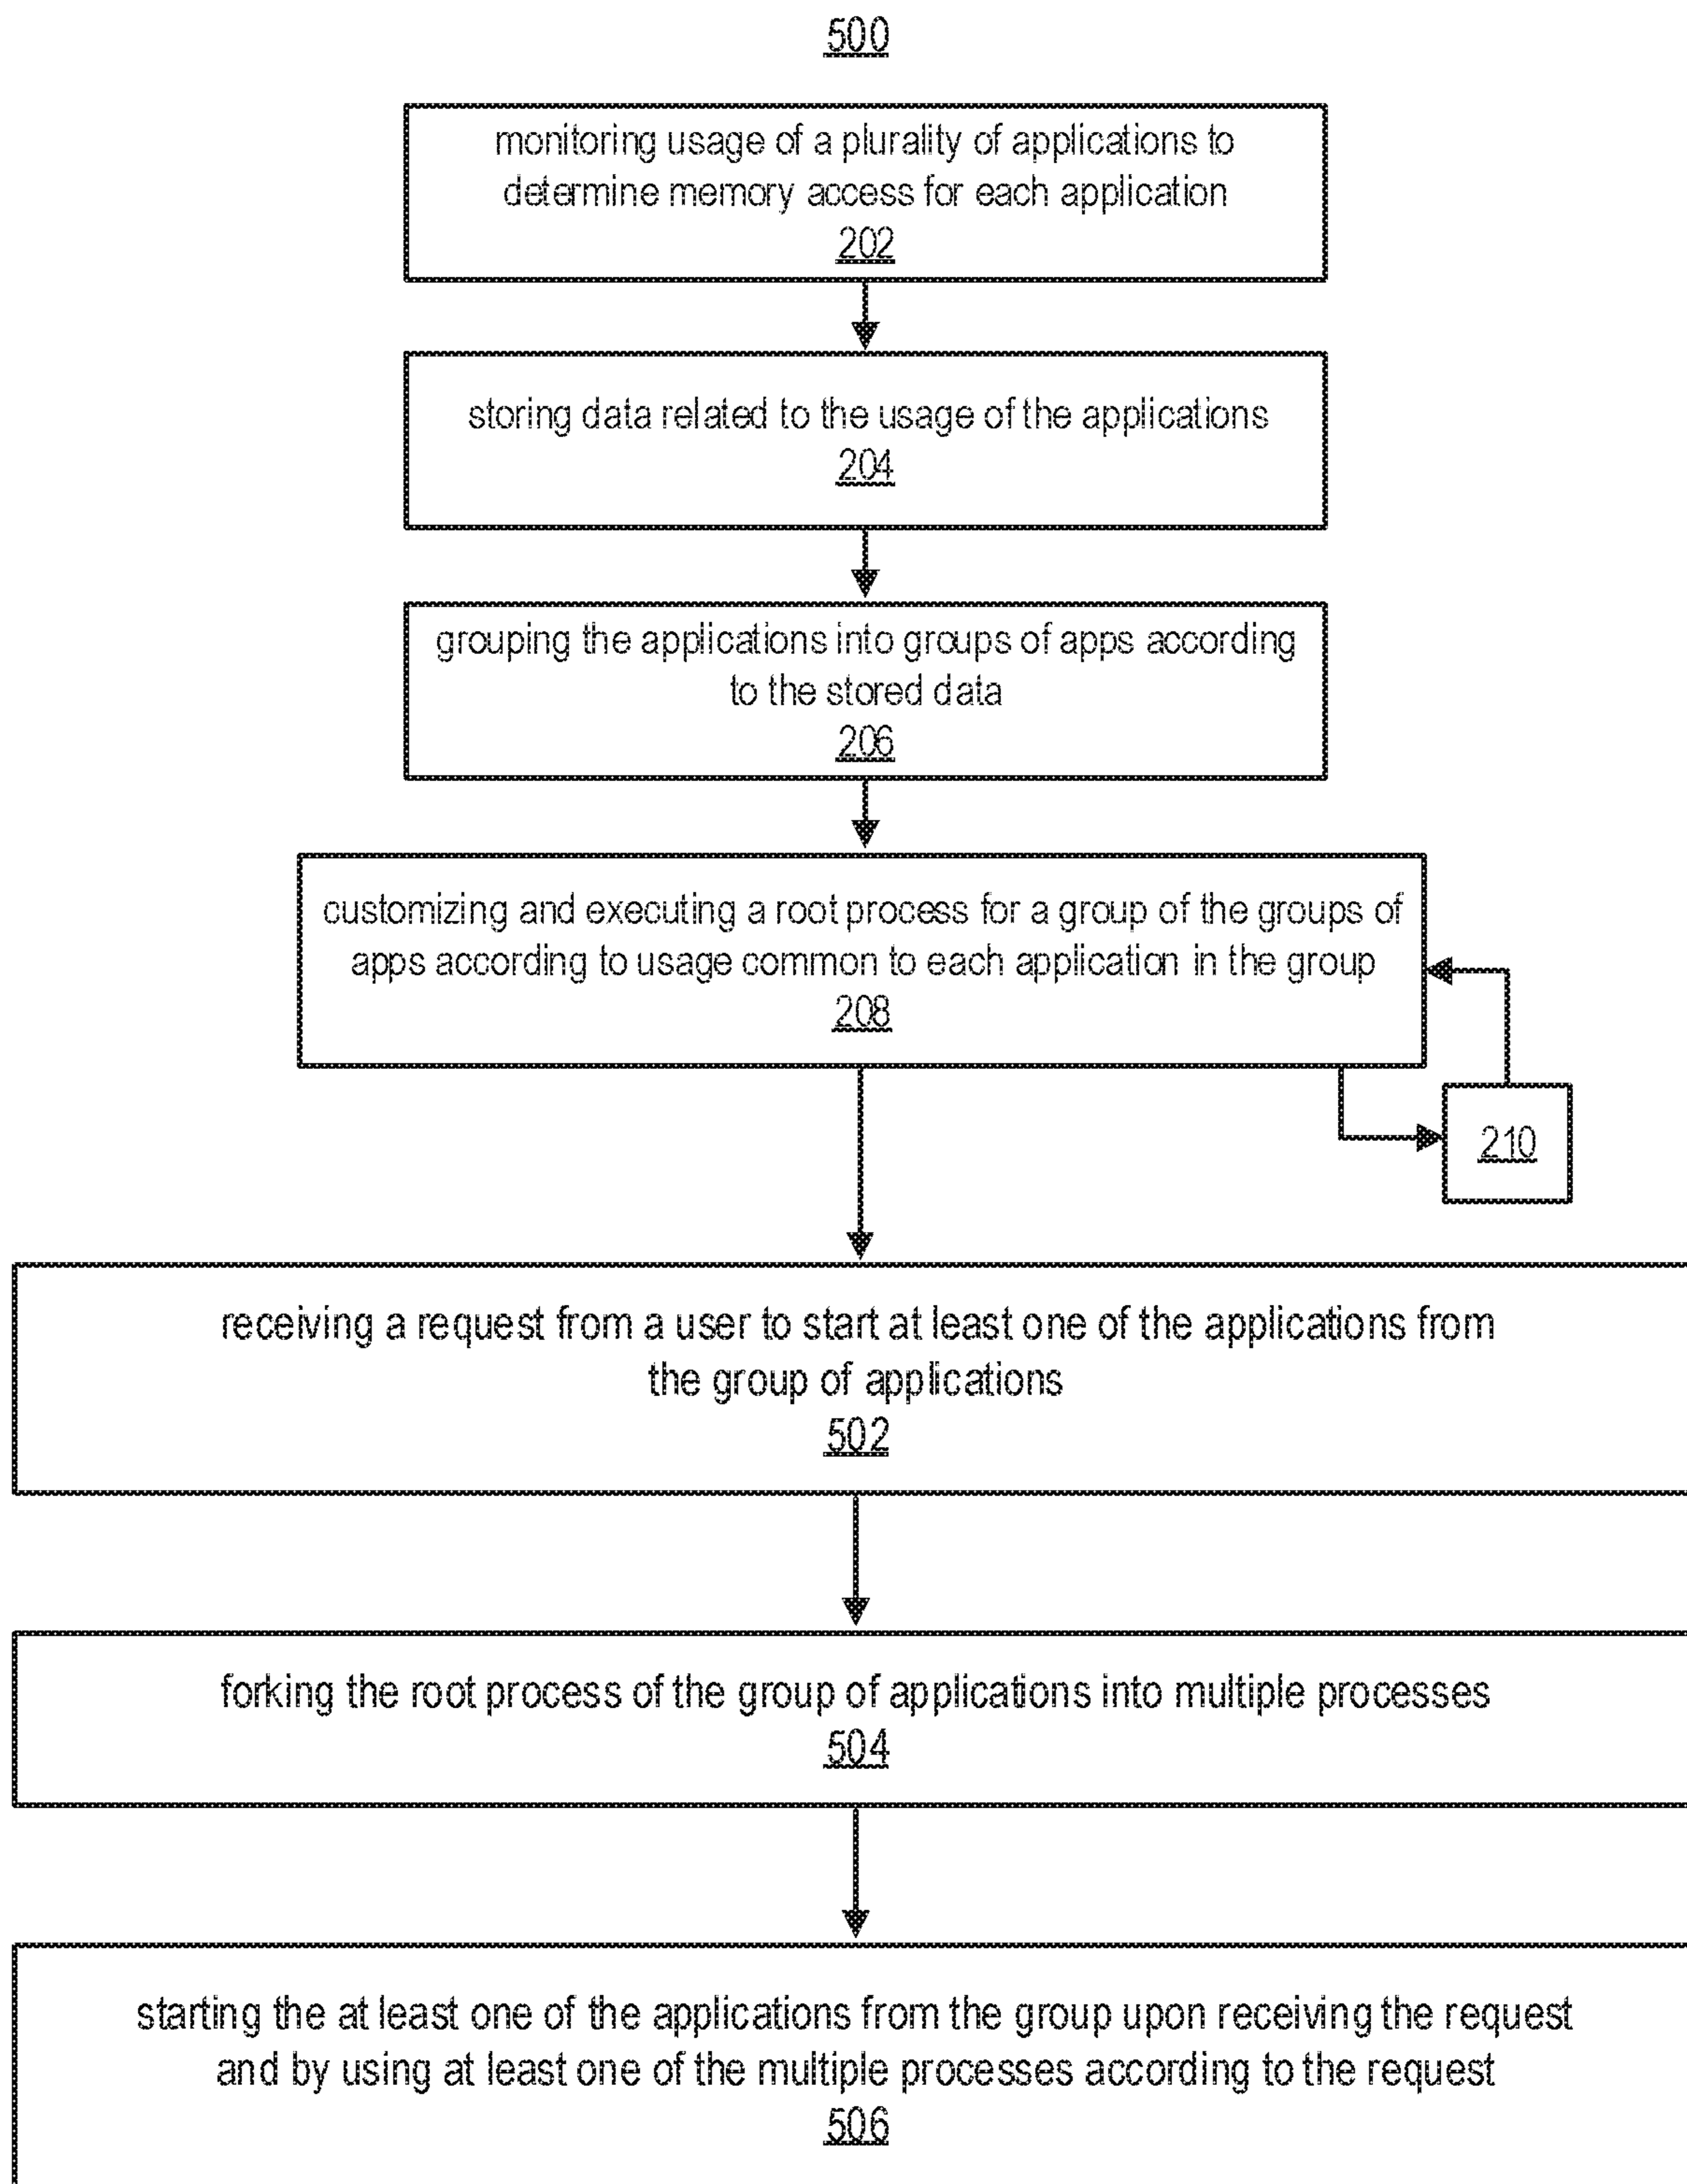 500
monitoring usage of a plurality of applications to
determine memory access for each application
202
storing data related to the usage of the applications
204
grouping the applications into groups of apps according
to the stored data
206
customizing and executing a root process for a group of the groups of
apps according to usage common to each application in the group
208
210
receiving a request from a user to start at least one of the applications from
the group of applications
502
forking the root process of the group of applications into multiple processes
504
starting the at least one of the applications from the group upon receiving the request
and by using at least one of the multiple processes according to the request
506